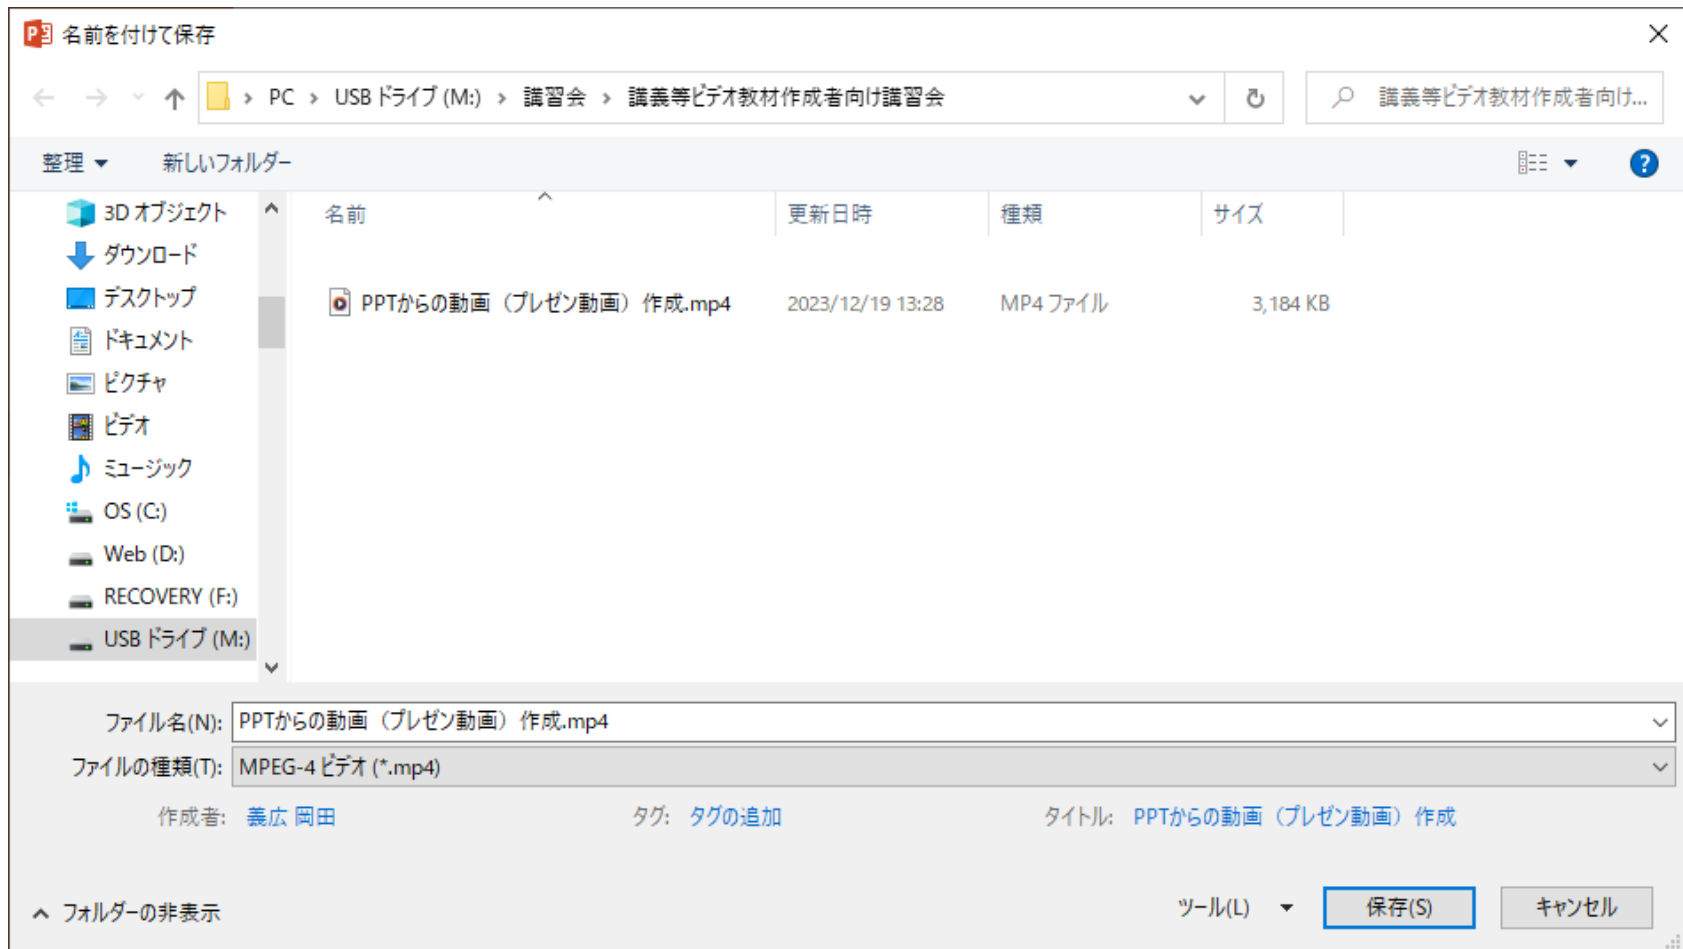 名前を付けて保存
PC › USB ドライブ (M:) › 講習会 › 講義等ビデオ教材作成者向け講習会
講義等ビデオ教材作成者向け...
整理 新しいフォルダー
名前 更新日時 種類 サイズ
PPTからの動画（プレゼン動画）作成.mp4 2023/12/19 13:28 MP4 ファイル 3,184 KB
3D オブジェクト
ダウンロード
デスクトップ
ドキュメント
ピクチャ
ビデオ
ミュージック
OS (C:)
Web (D:)
RECOVERY (F:)
USB ドライブ (M:)
ファイル名(N): PPTからの動画（プレゼン動画）作成.mp4
ファイルの種類(T): MPEG-4 ビデオ (*.mp4)
作成者: 義広 岡田 タグ: タグの追加 タイトル: PPTからの動画（プレゼン動画）作成
フォルダーの非表示 ツール(L) 保存(S) キャンセル